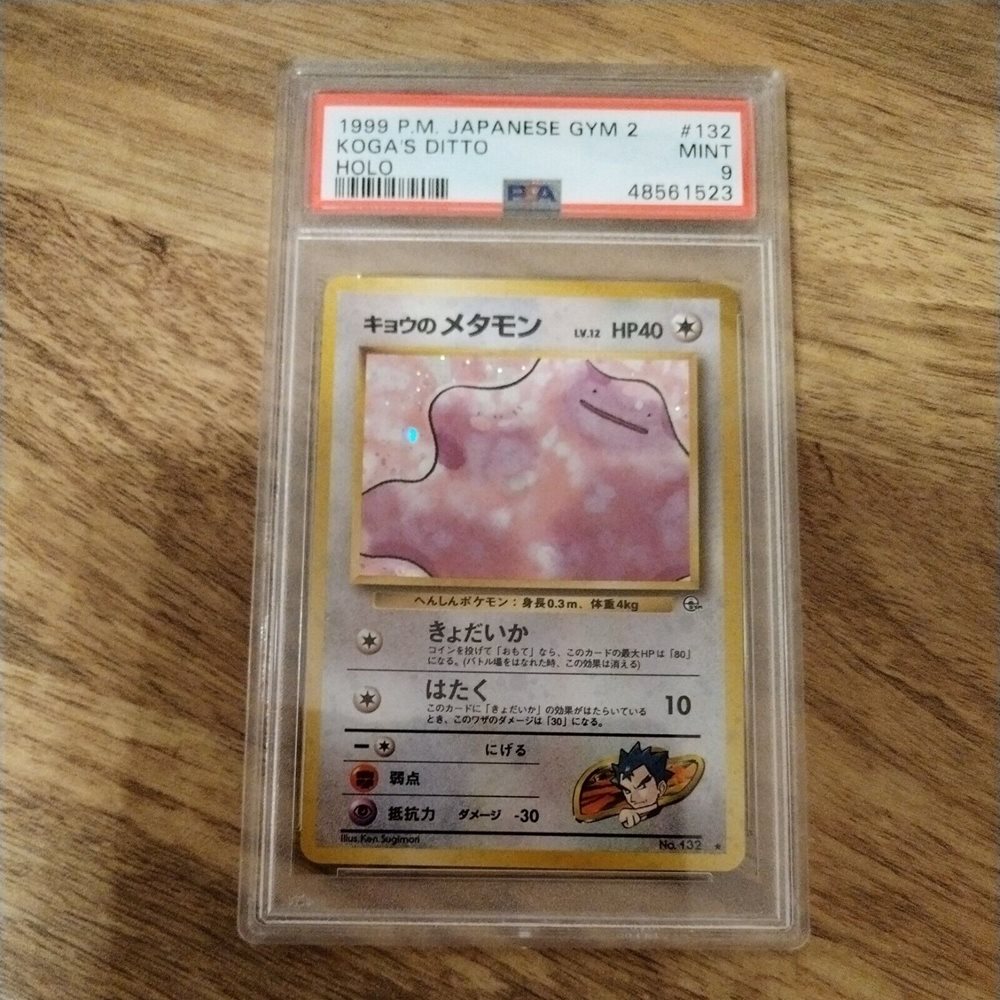 1999 P.M. JAPANESE GYM 2 #132
KOGA'S DITTO MINT
HOLO 9
PSA 48561523
キョウのメタモン LV.12 HP40
へんしんポケモン：身長0.3m、体重4kg
きょだいか
コインを投げて「おもて」なら、このカードの最大HPは「80」
になる。(バトル場をはなれた時、この効果は消える)
はたく 10
このカードに「きょだいか」の効果がはたらいている
とき、このワザのダメージは「30」になる。
にげる
弱点
抵抗力 ダメージ -30
Illus. Ken Sugimori
No. 132